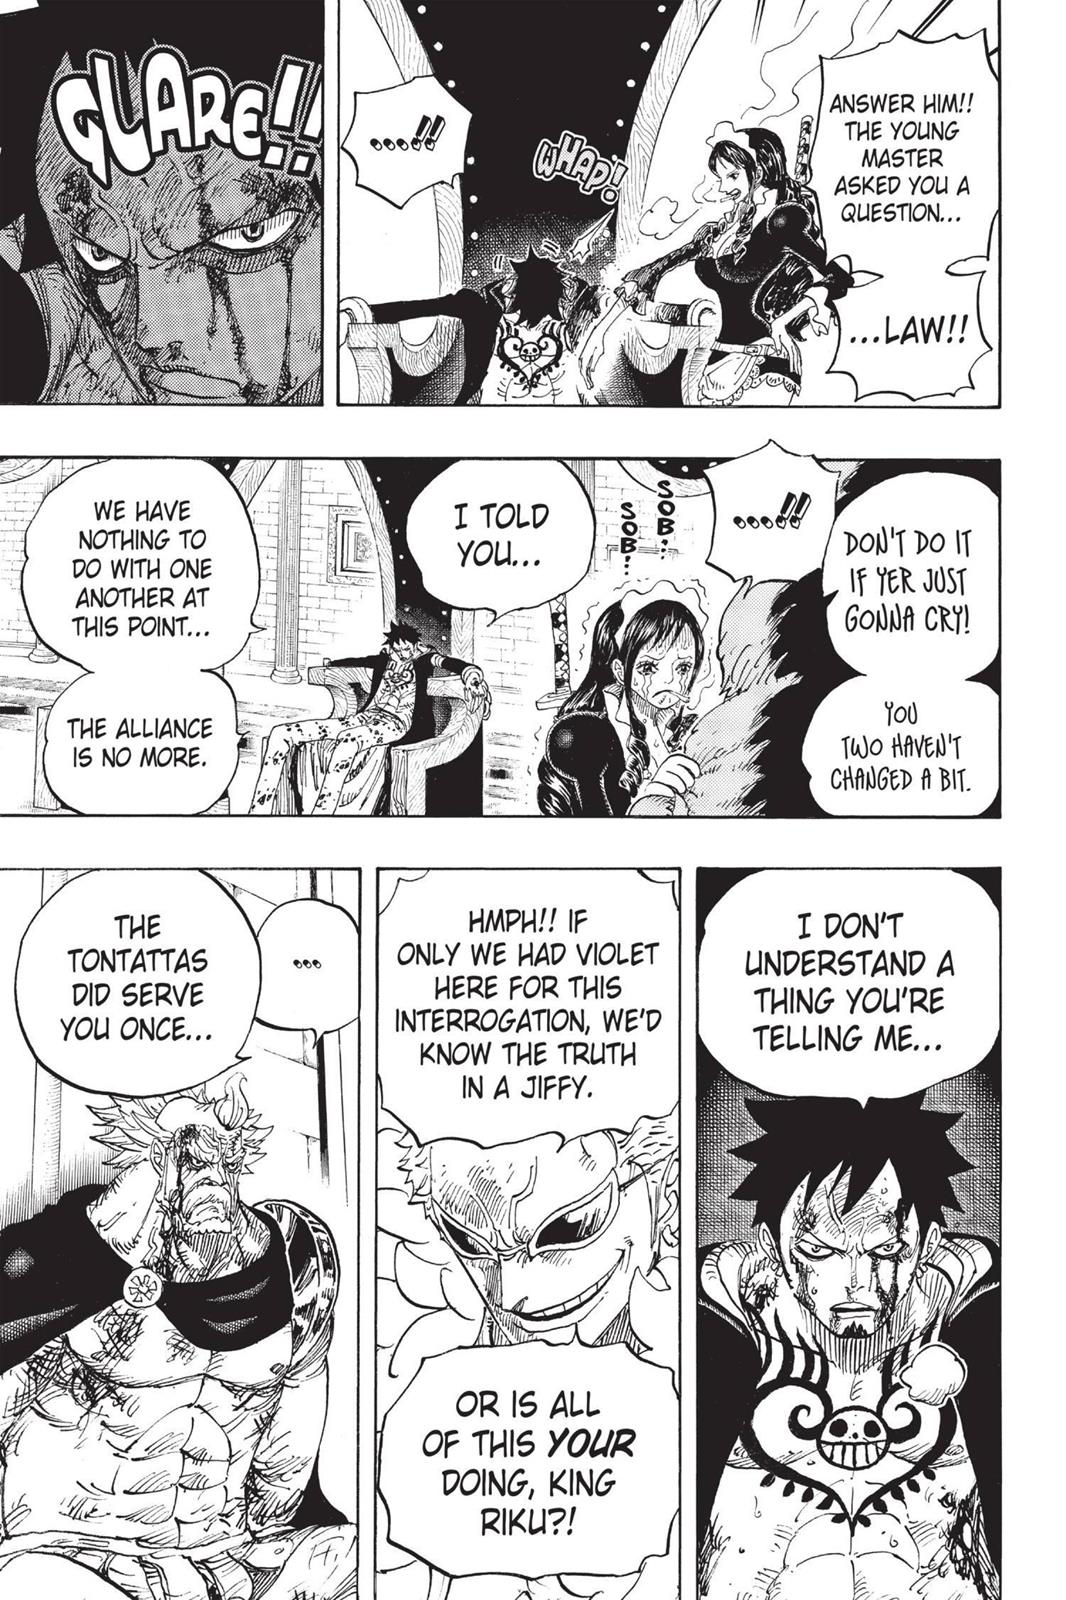 ANSWER HIM!!
THE YOUNG
MASTER
ASKED YOU A
QUESTION...
...LAW!!
WHAP!
....!!
GLARE!!
DON'T DO IT
IF YER JUST
GONNA CRY!
YOU
TWO HAVEN'T
CHANGED A BIT.
....!!
SOB...
SOB...
I TOLD
YOU...
WE HAVE
NOTHING TO
DO WITH ONE
ANOTHER AT
THIS POINT...
THE ALLIANCE
IS NO MORE.
I DON'T
UNDERSTAND A
THING YOU'RE
TELLING ME...
HMPH!! IF
ONLY WE HAD VIOLET
HERE FOR THIS
INTERROGATION, WE'D
KNOW THE TRUTH
IN A JIFFY.
OR IS ALL
OF THIS YOUR
DOING, KING
RIKU?!
...
THE
TONTATTAS
DID SERVE
YOU ONCE...